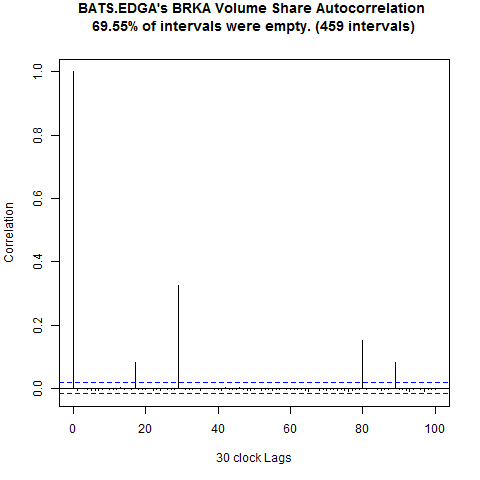 BATS.EDGA's BRKA Volume Share Autocorrelation
69.55% of intervals were empty. (459 intervals)
Correlation
1.0
0.8
0.6
0.4
0.2
0.0
0 20 40 60 80 100
30 clock Lags